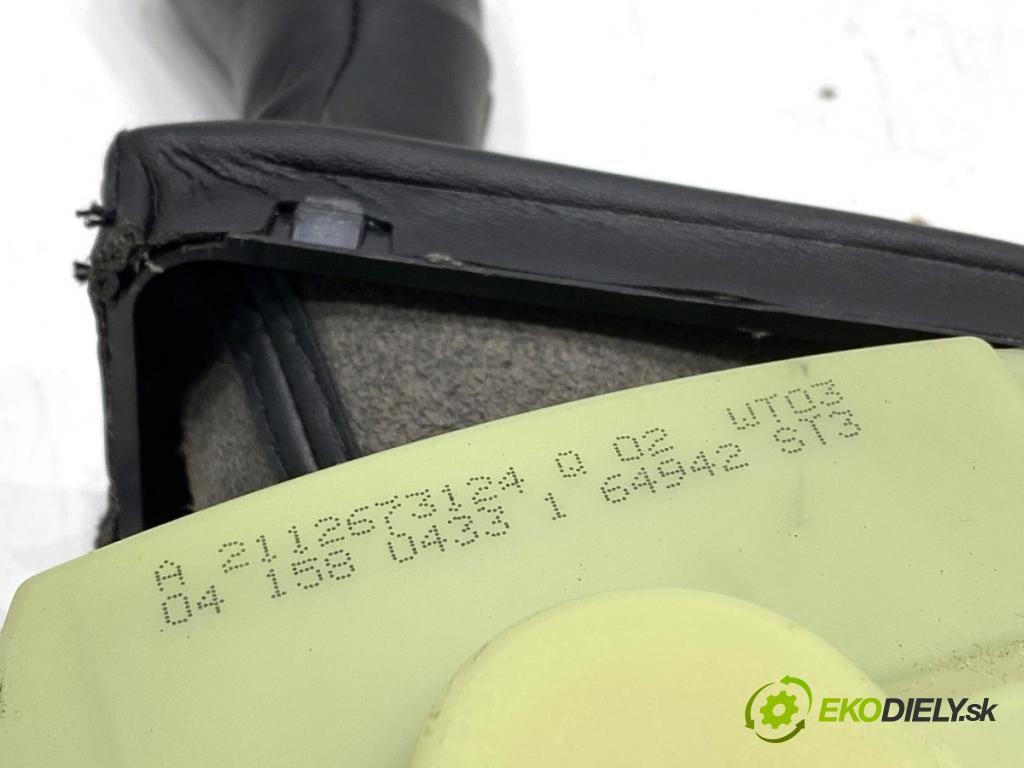 A 2112673124 Q 02 WT03
04 158 0433 1 64942 ST3
EKODIELY.sk